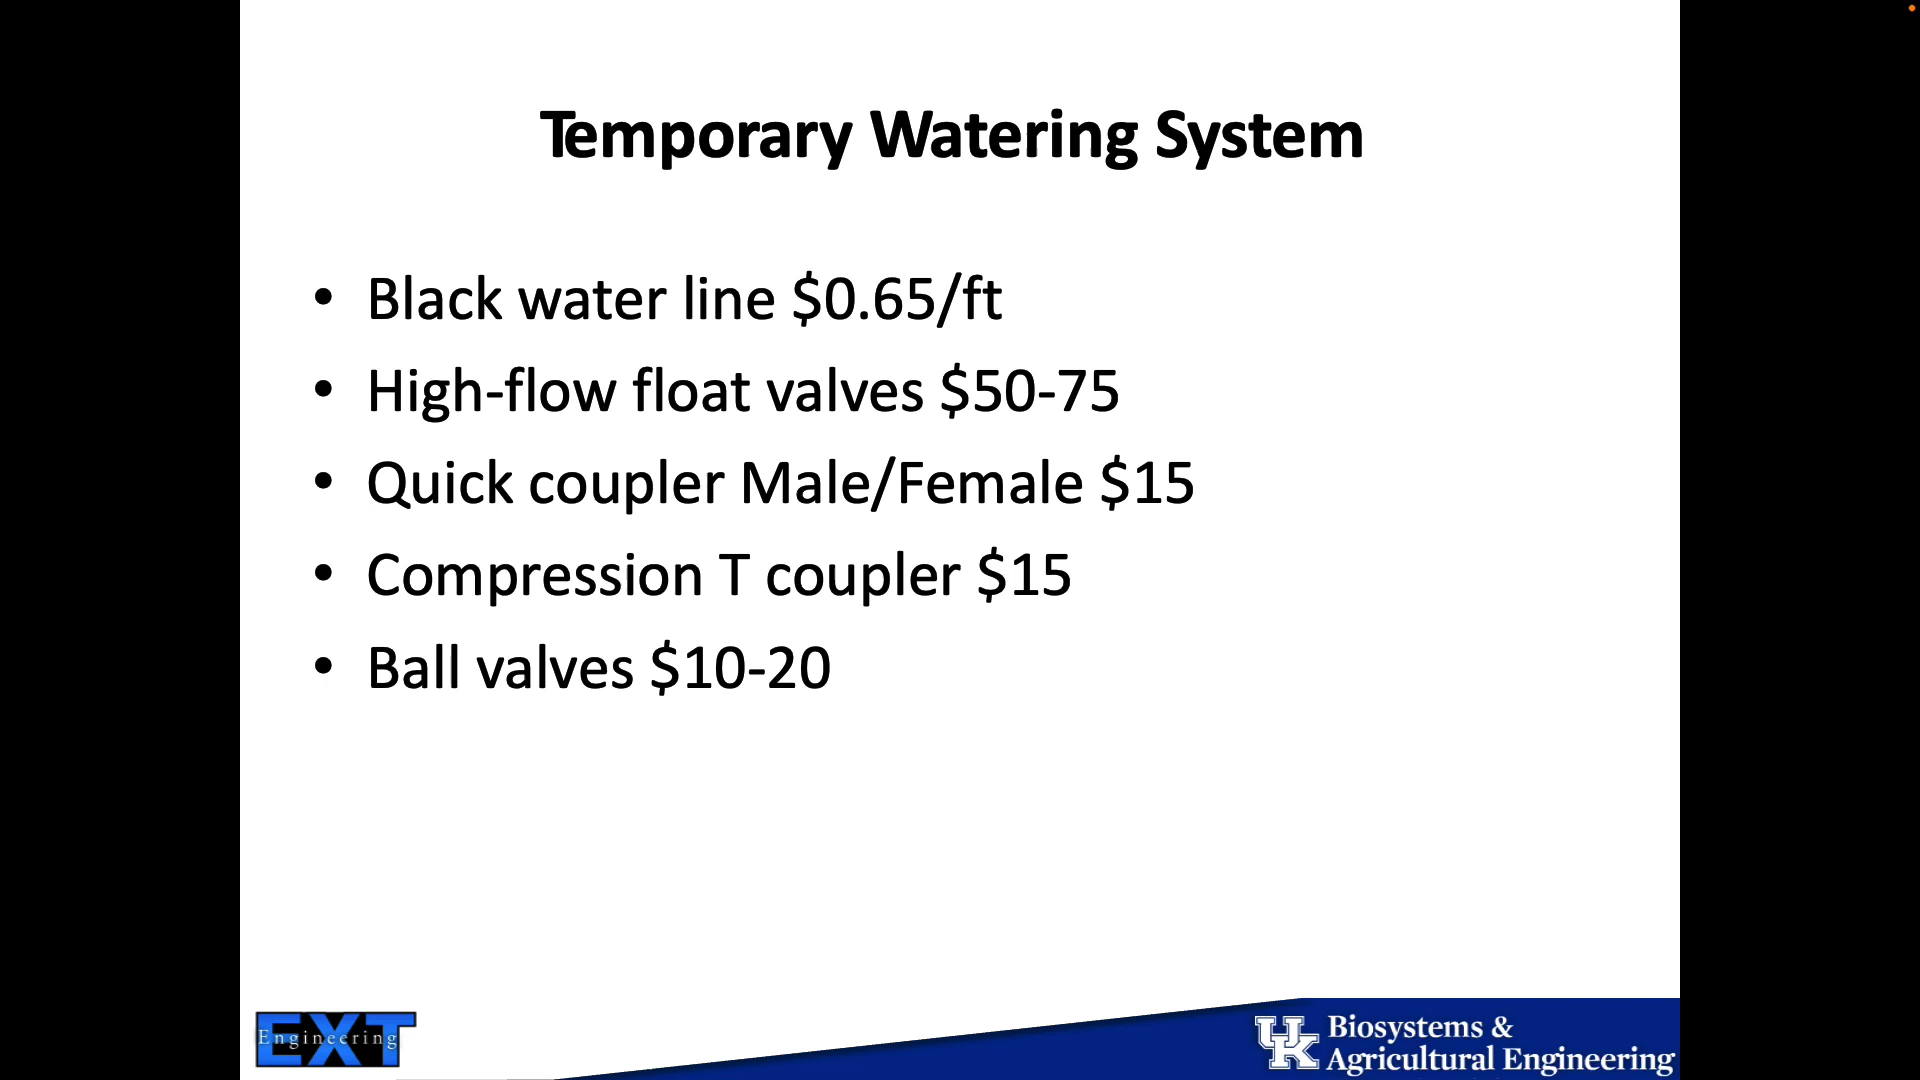 Temporary Watering System
• Black water line $0.65/ft
• High-flow float valves $50-75
• Quick coupler Male/Female $15
• Compression T coupler $15
• Ball valves $10-20
EXT
Engineering
UK
Biosystems &
Agricultural Engineering